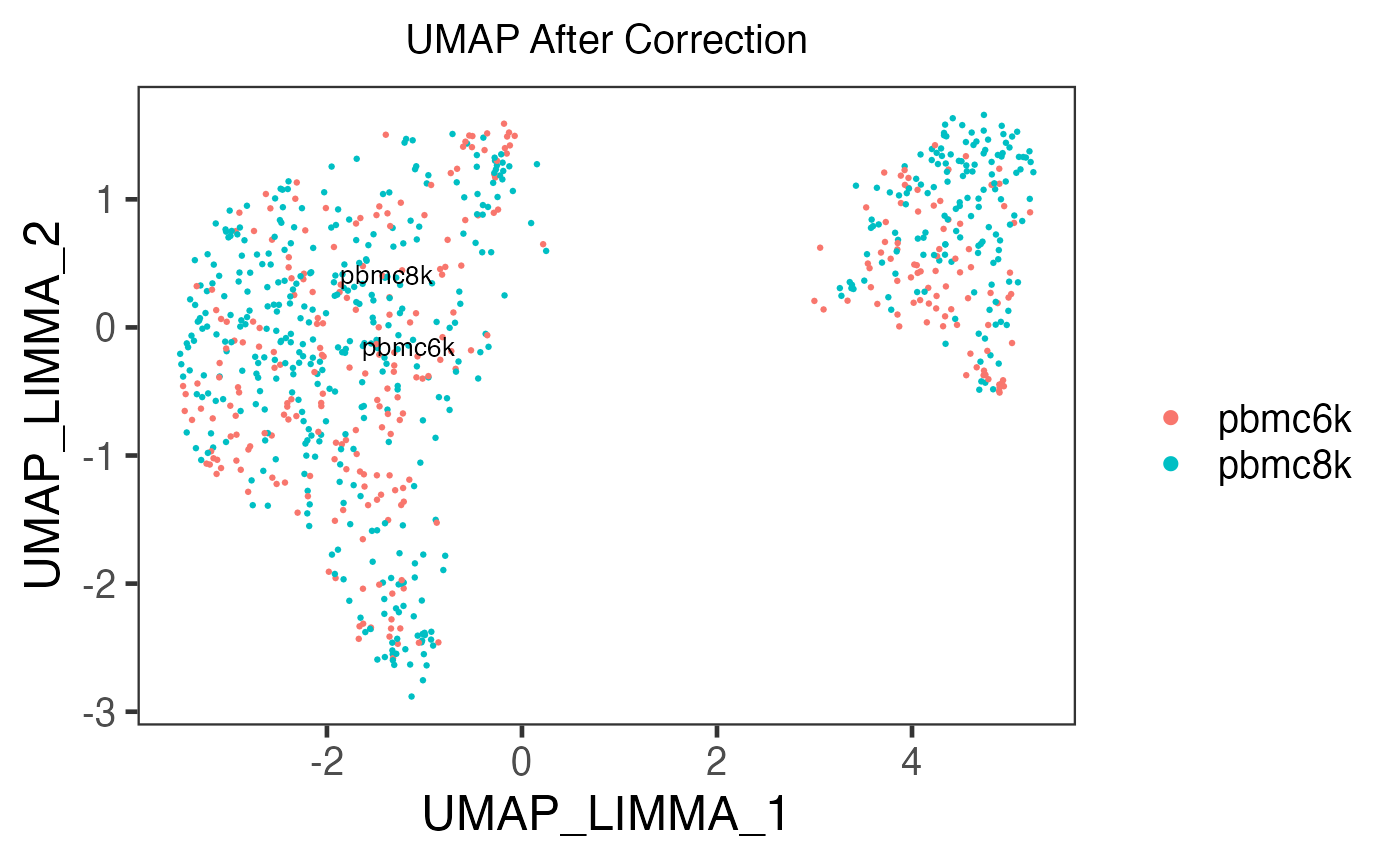 UMAP After Correction
UMAP_LIMMA_2
1
0
-1
-2
-3
pbmc8k
pbmc6k
-2
0
2
4
UMAP_LIMMA_1
pbmc6k
pbmc8k